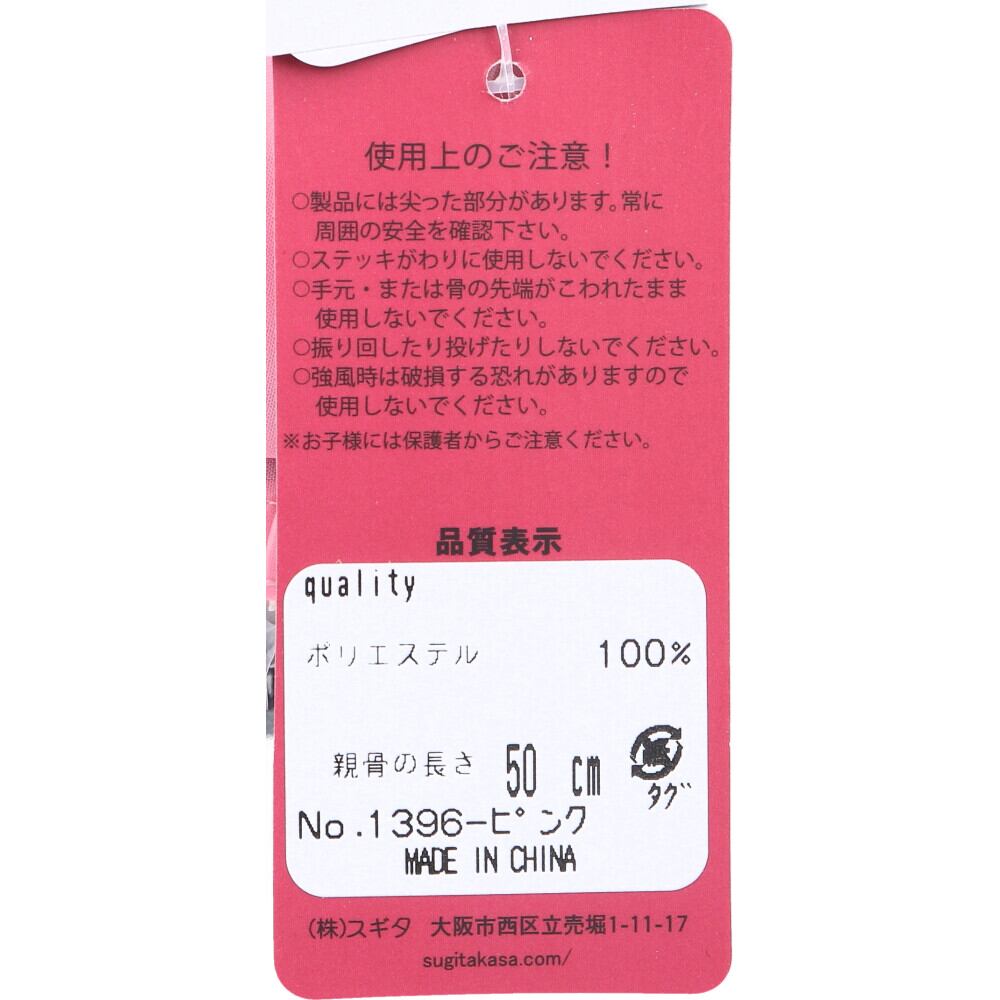 使用上のご注意！
○製品には尖った部分があります。常に
周囲の安全を確認下さい。
○ステッキがわりに使用しないでください。
○手元・または骨の先端がこわれたまま
使用しないでください。
○振り回したり投げたりしないでください。
○強風時は破損する恐れがありますので
使用しないでください。
※お子様には保護者からご注意ください。
品質表示
quality
ポリエステル 100%
親骨の長さ 50 cm
紙
タグ
No.1396-ピンク
MADE IN CHINA
(株)スギタ 大阪市西区立売堀1-11-17
sugitakasa.com/